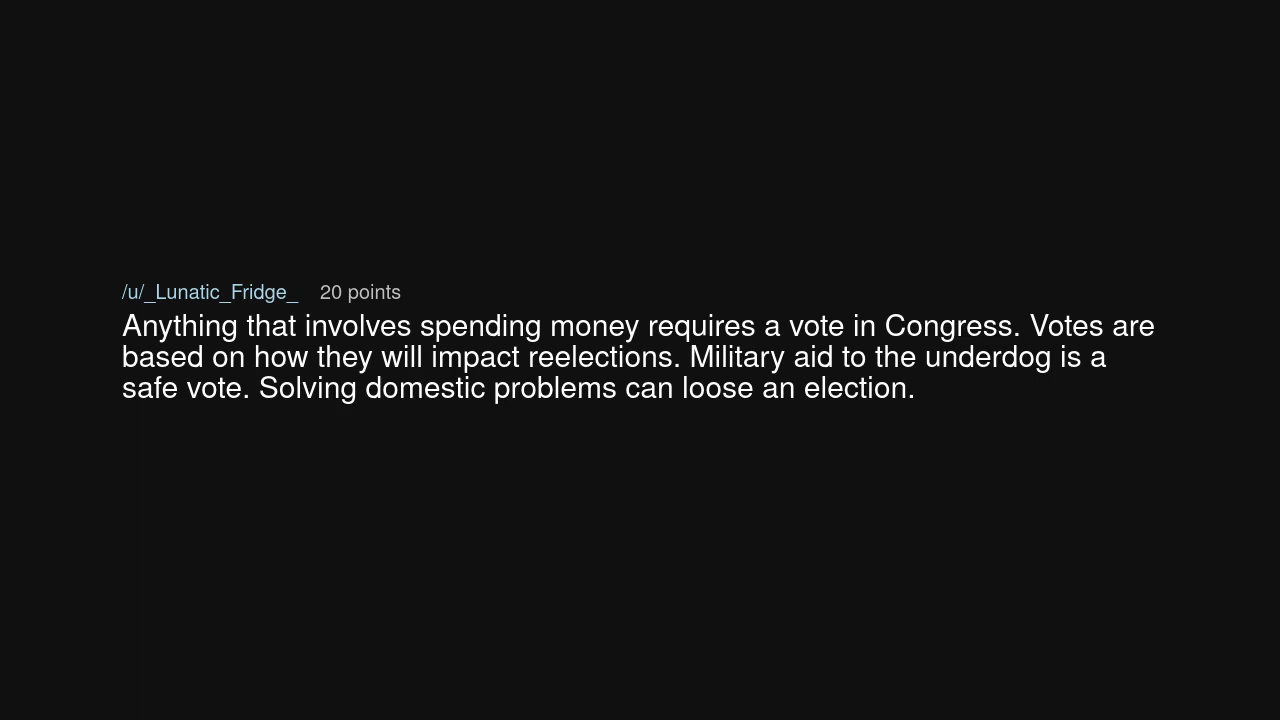 /u/_Lunatic_Fridge_ 20 points
Anything that involves spending money requires a vote in Congress. Votes are
based on how they will impact reelections. Military aid to the underdog is a
safe vote. Solving domestic problems can loose an election.